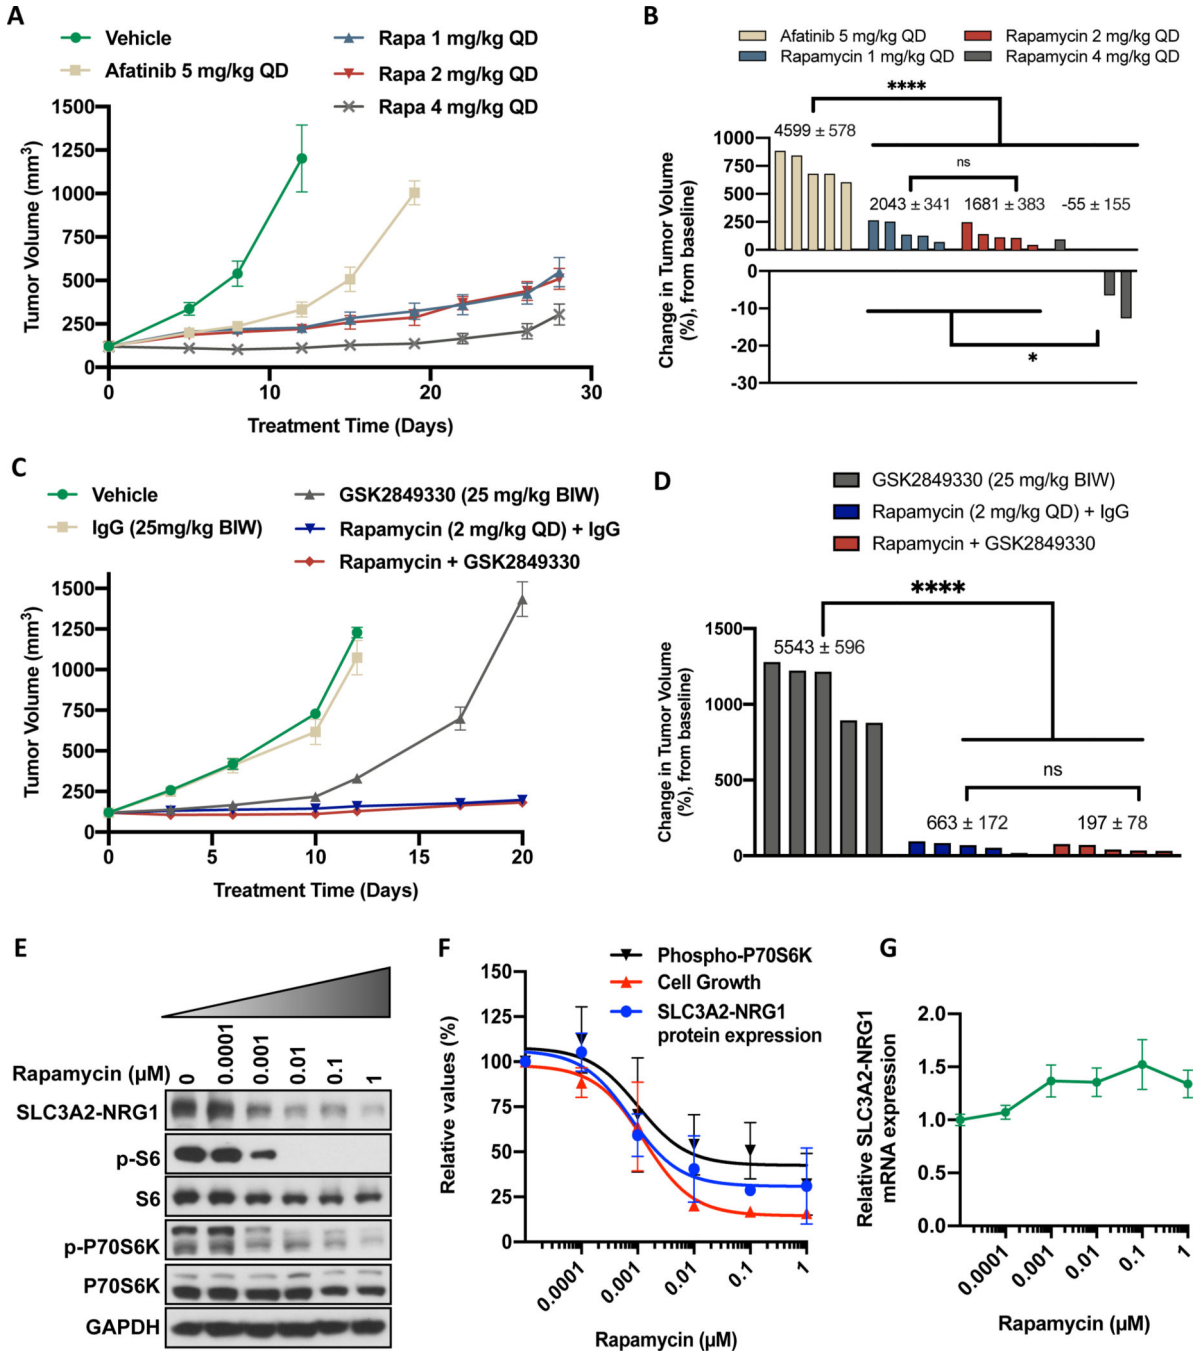 A
Vehicle
Afatinib 5 mg/kg QD
Rapa 1 mg/kg QD
Rapa 2 mg/kg QD
Rapa 4 mg/kg QD
Tumor Volume (mm³)
1500
1250
1000
750
500
250
0
0 10 20 30
Treatment Time (Days)
B
Afatinib 5 mg/kg QD
Rapamycin 1 mg/kg QD
Rapamycin 2 mg/kg QD
Rapamycin 4 mg/kg QD
****
4599 ± 578
ns
2043 ± 341
1681 ± 383
-55 ± 155
Change in Tumor Volume
(%), from baseline)
1000
750
500
250
0
0
-10
-20
-30
*
C
Vehicle
IgG (25mg/kg BIW)
GSK2849330 (25 mg/kg BIW)
Rapamycin (2 mg/kg QD) + IgG
Rapamycin + GSK2849330
Tumor Volume (mm³)
1500
1250
1000
750
500
250
0
0 5 10 15 20
Treatment Time (Days)
D
GSK2849330 (25 mg/kg BIW)
Rapamycin (2 mg/kg QD) + IgG
Rapamycin + GSK2849330
****
5543 ± 596
ns
663 ± 172
197 ± 78
Change in Tumor Volume
(%), from baseline)
1500
1000
500
0
E
Rapamycin (µM)
0 0.0001 0.001 0.01 0.1 1
SLC3A2-NRG1
p-S6
S6
p-P70S6K
P70S6K
GAPDH
F
Phospho-P70S6K
Cell Growth
SLC3A2-NRG1
protein expression
Relative values (%)
150
125
100
75
50
25
0
0.0001 0.001 0.01 0.1 1
Rapamycin (µM)
G
Relative SLC3A2-NRG1
mRNA expression
2.0
1.5
1.0
0.5
0.0
0.0001 0.001 0.01 0.1 1
Rapamycin (µM)